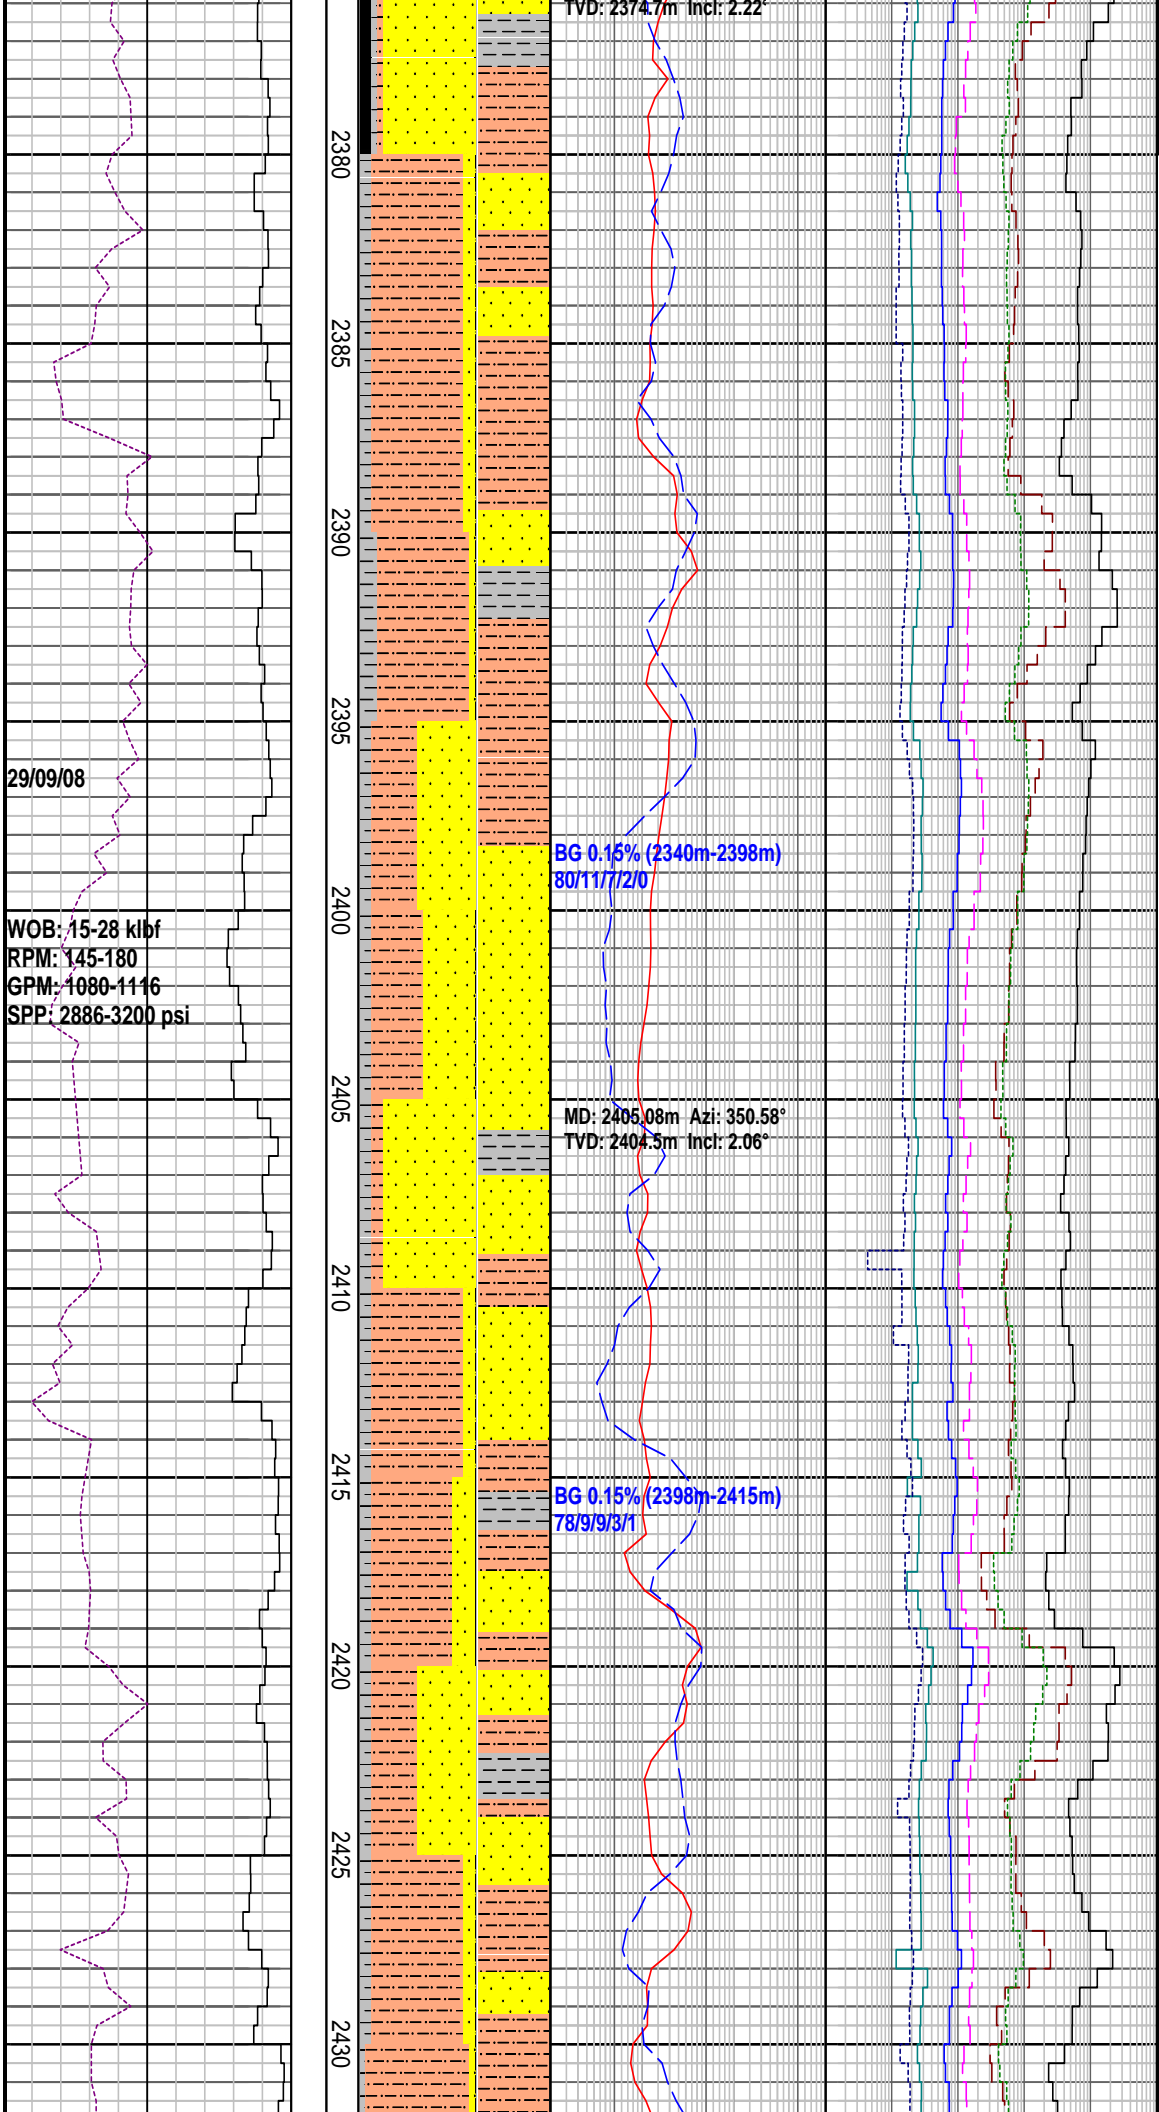 TVD: 2374.7m Incl: 2.22°
2380
2385
2390
2395
29/09/08
BG 0.15% (2340m-2398m)
80/11/7/2/0
2400
WOB: 15-28 klbf
RPM: 145-180
GPM: 1080-1116
SPP: 2886-3200 psi
2405
MD: 2405.08m Azi: 350.58°
TVD: 2404.5m Incl: 2.06°
2410
2415
BG 0.15% (2398m-2415m)
78/9/9/3/1
2420
2425
2430